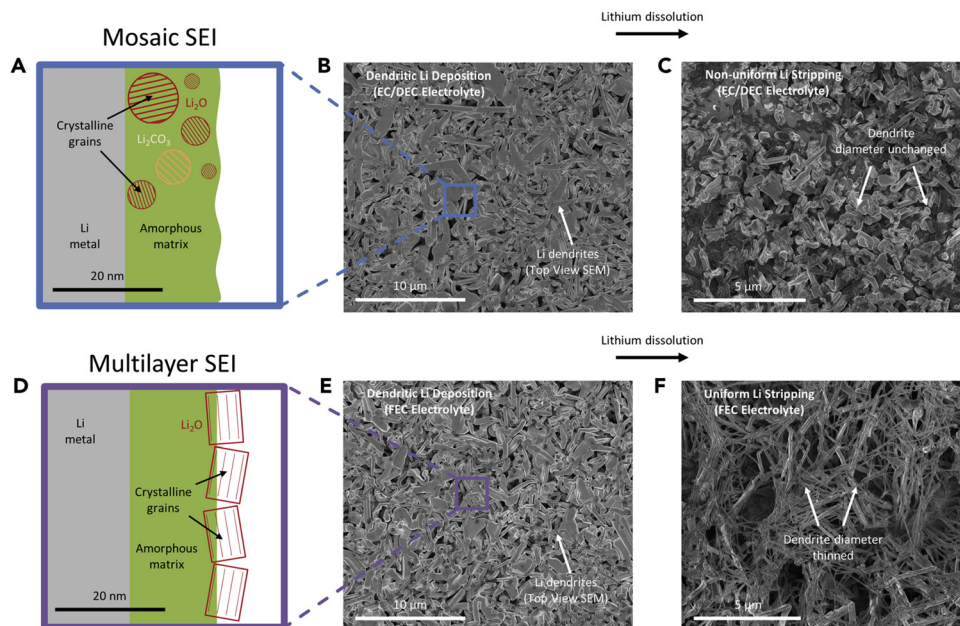 Lithium dissolution
Mosaic SEI
A
Crystalline
grains
Li₂O
Li₂CO₃
Li
metal
Amorphous
matrix
20 nm
B
Dendritic Li Deposition
(EC/DEC Electrolyte)
Li dendrites
(Top View SEM)
10 μm
C
Non-uniform Li Stripping
(EC/DEC Electrolyte)
Dendrite
diameter unchanged
5 μm
Lithium dissolution
Multilayer SEI
D
Li
metal
Li₂O
Crystalline
grains
Amorphous
matrix
20 nm
E
Dendritic Li Deposition
(FEC Electrolyte)
Li dendrites
(Top View SEM)
10 μm
F
Uniform Li Stripping
(FEC Electrolyte)
Dendrite diameter
thinned
5 μm